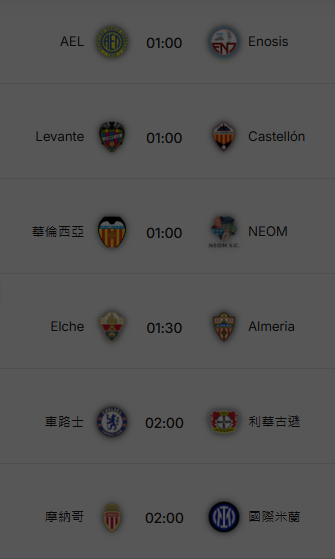 AEL 01:00 Enosis
Levante 01:00 Castellón
華倫西亞 01:00 NEOM
NEOM S.C.
Elche 01:30 Almeria
車路士 02:00 利華古遜
摩納哥 02:00 國際米蘭